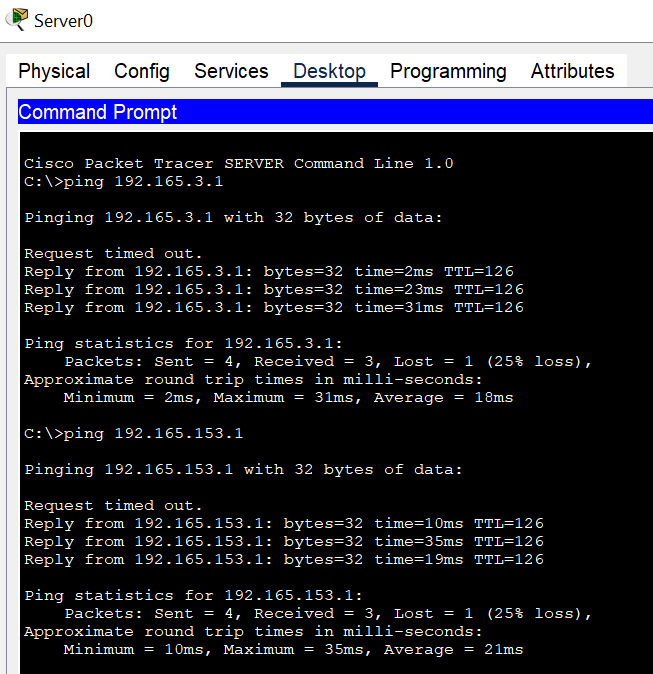 Server0
Physical Config Services Desktop Programming Attributes
Command Prompt
Cisco Packet Tracer SERVER Command Line 1.0
C:\>ping 192.165.3.1
Pinging 192.165.3.1 with 32 bytes of data:
Request timed out.
Reply from 192.165.3.1: bytes=32 time=2ms TTL=126
Reply from 192.165.3.1: bytes=32 time=23ms TTL=126
Reply from 192.165.3.1: bytes=32 time=31ms TTL=126
Ping statistics for 192.165.3.1:
    Packets: Sent = 4, Received = 3, Lost = 1 (25% loss),
Approximate round trip times in milli-seconds:
    Minimum = 2ms, Maximum = 31ms, Average = 18ms
C:\>ping 192.165.153.1
Pinging 192.165.153.1 with 32 bytes of data:
Request timed out.
Reply from 192.165.153.1: bytes=32 time=10ms TTL=126
Reply from 192.165.153.1: bytes=32 time=35ms TTL=126
Reply from 192.165.153.1: bytes=32 time=19ms TTL=126
Ping statistics for 192.165.153.1:
    Packets: Sent = 4, Received = 3, Lost = 1 (25% loss),
Approximate round trip times in milli-seconds:
    Minimum = 10ms, Maximum = 35ms, Average = 21ms